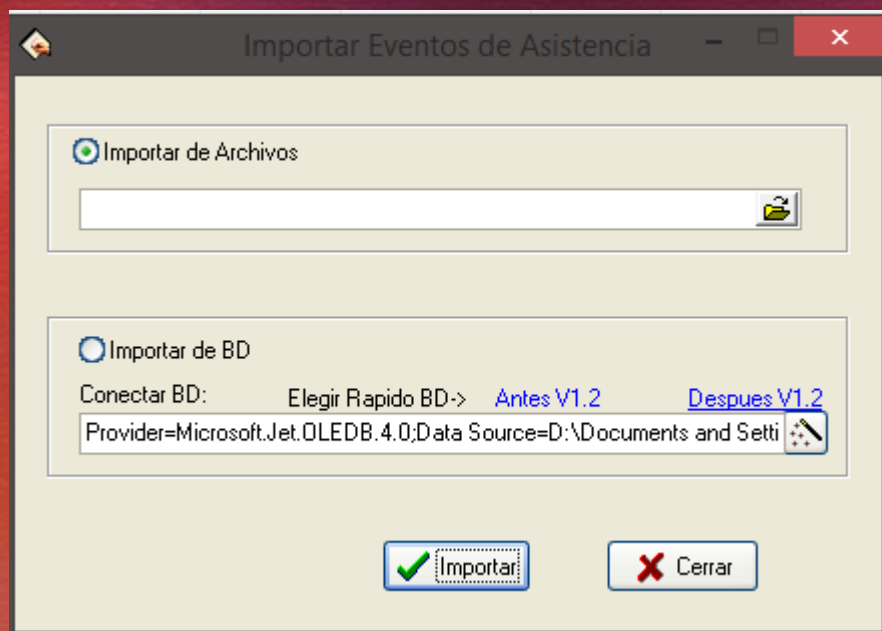 Importar Eventos de Asistencia
Importar de Archivos
Importar de BD
Conectar BD: Elegir Rapido BD-> Antes V1.2 Despues V1.2
Provider=Microsoft.Jet.OLEDB.4.0;Data Source=D:\Documents and Setti
Importar Cerrar